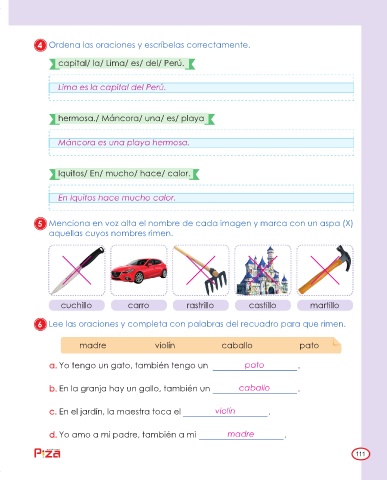 4 Ordena las oraciones y escríbelas correctamente.
capital/ la/ Lima/ es/ del/ Perú.
Lima es la capital del Perú.
hermosa./ Máncora/ una/ es/ playa
Máncora es una playa hermosa.
Iquitos/ En/ mucho/ hace/ calor.
En Iquitos hace mucho calor.
5 Menciona en voz alta el nombre de cada imagen y marca con un aspa (X)
aquellas cuyos nombres rimen.
cuchillo carro rastrillo castillo martillo
6 Lee las oraciones y completa con palabras del recuadro para que rimen.
madre violín caballo pato
a. Yo tengo un gato, también tengo un pato.
b. En la granja hay un gallo, también un caballo.
c. En el jardín, la maestra toca el violín.
d. Yo amo a mi padre, también a mi madre.
Pizza 111